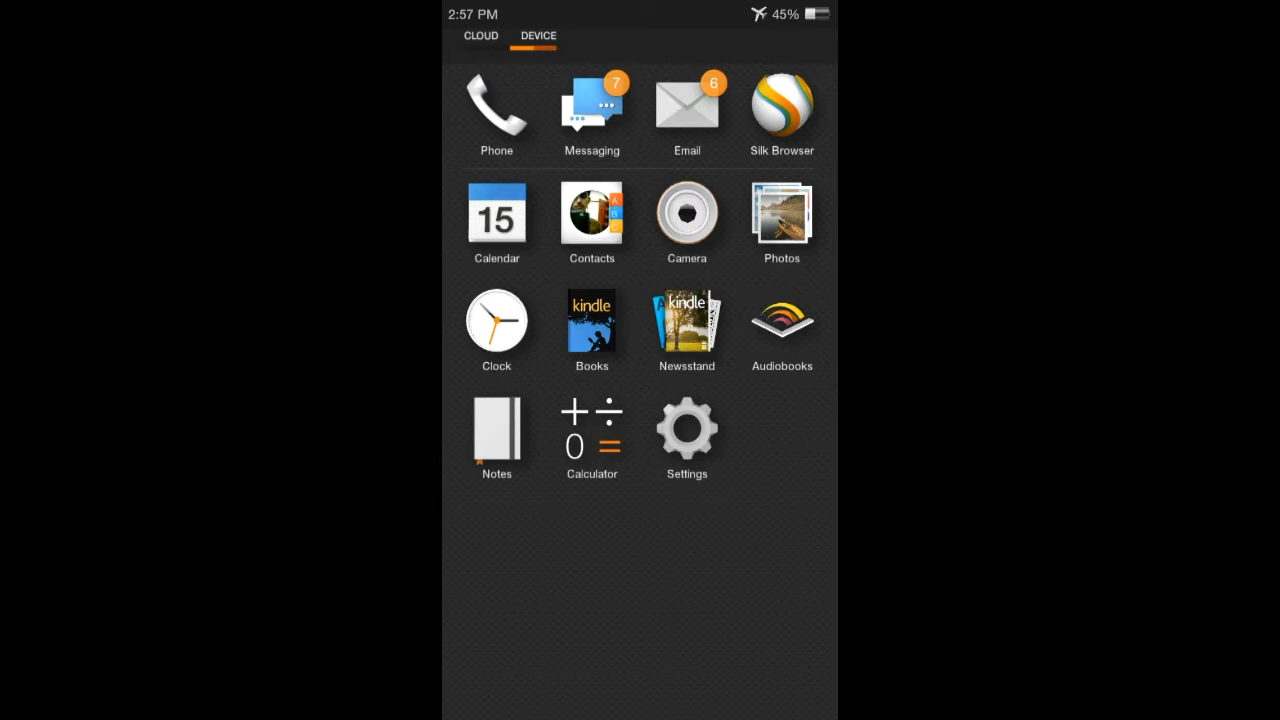 2:57 PM 45%
CLOUD DEVICE
7 6
Phone Messaging Email Silk Browser
15 A B C
Calendar Contacts Camera Photos
kindle kindle
Clock Books Newsstand Audiobooks
+ ÷
0 =
Notes Calculator Settings